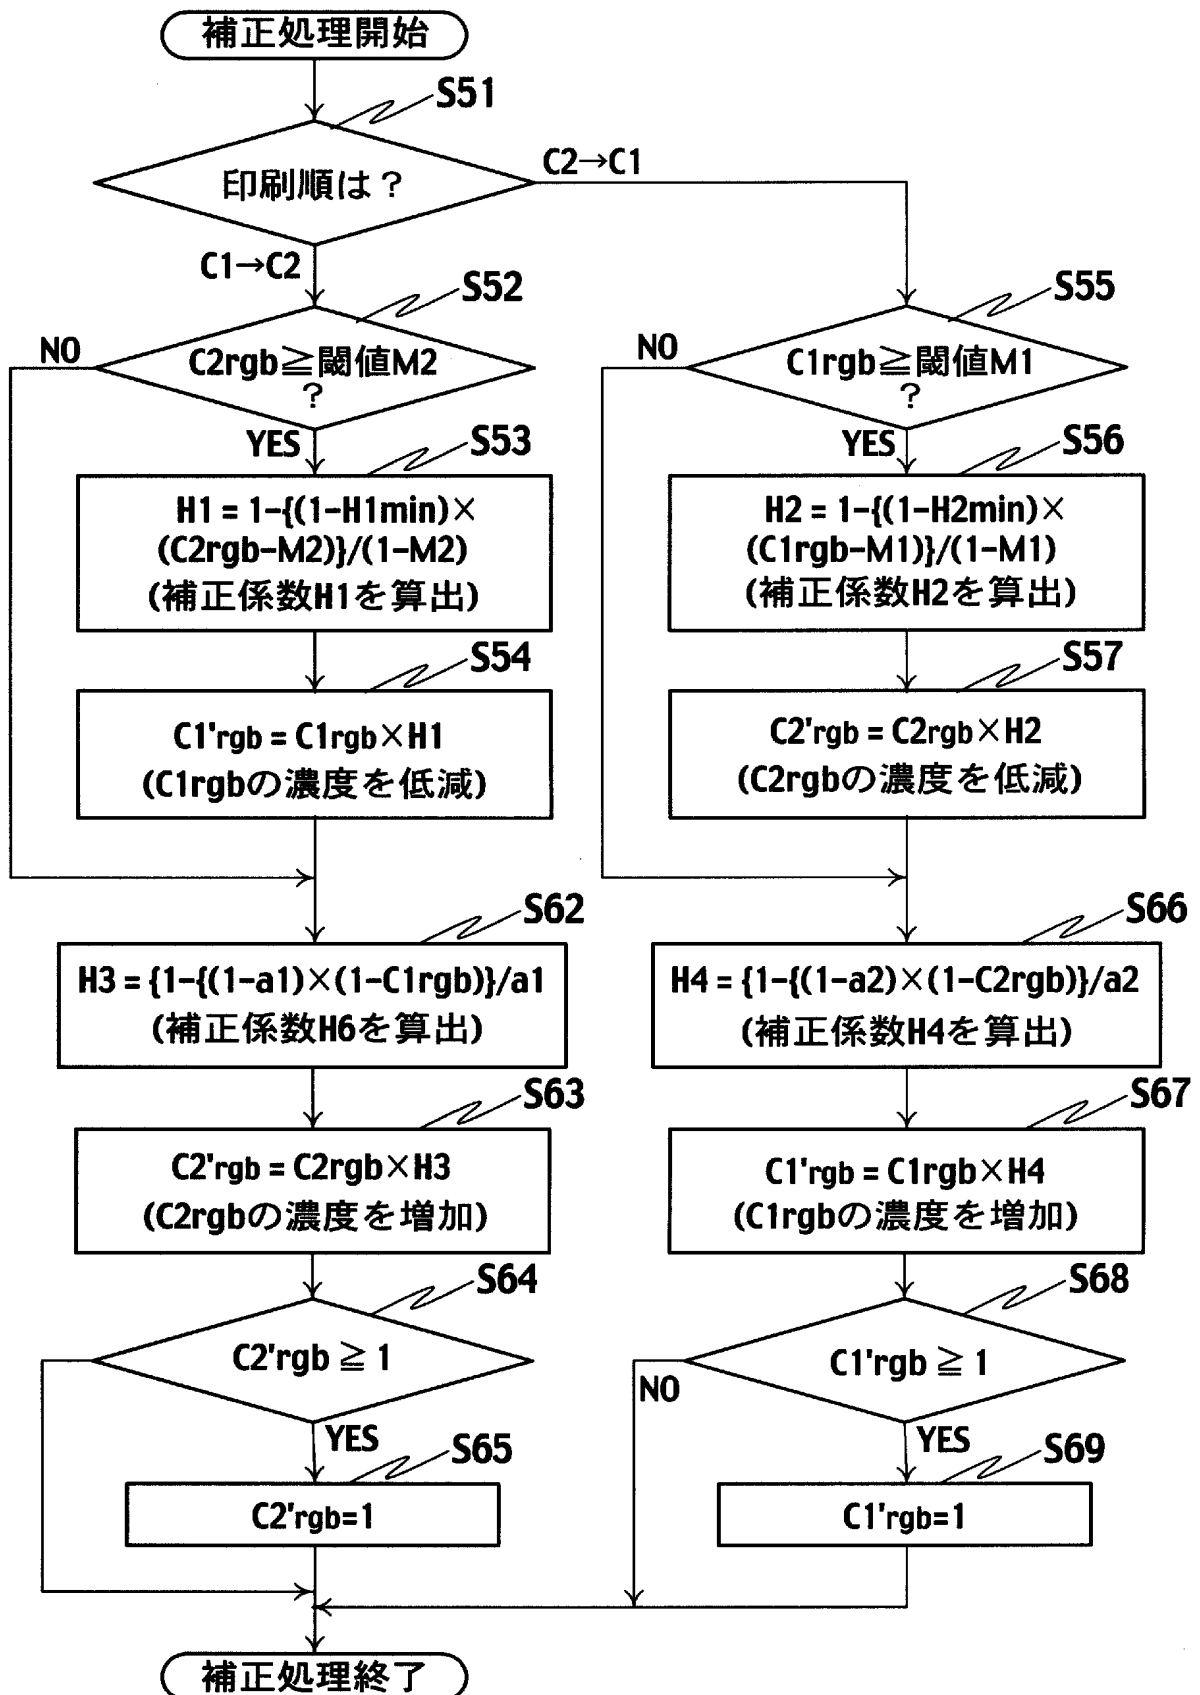 補正処理開始
S51
印刷順は?
C2→C1
C1→C2
S52
C2rgb≧閾値M2
?
NO
YES
S53
H1 = 1-{(1-H1min)×
(C2rgb-M2)}/(1-M2)
(補正係数H1を算出)
S54
C1'rgb = C1rgb×H1
(C1rgbの濃度を低減)
S55
C1rgb≧閾値M1
?
NO
YES
S56
H2 = 1-{(1-H2min)×
(C1rgb-M1)}/(1-M1)
(補正係数H2を算出)
S57
C2'rgb = C2rgb×H2
(C2rgbの濃度を低減)
S62
H3 = {1-{(1-a1)×(1-C1rgb)}/a1
(補正係数H6を算出)
S63
C2'rgb = C2rgb×H3
(C2rgbの濃度を増加)
S64
C2'rgb ≧ 1
YES
S65
C2'rgb=1
S66
H4 = {1-{(1-a2)×(1-C2rgb)}/a2
(補正係数H4を算出)
S67
C1'rgb = C1rgb×H4
(C1rgbの濃度を増加)
S68
C1'rgb ≧ 1
NO
YES
S69
C1'rgb=1
補正処理終了